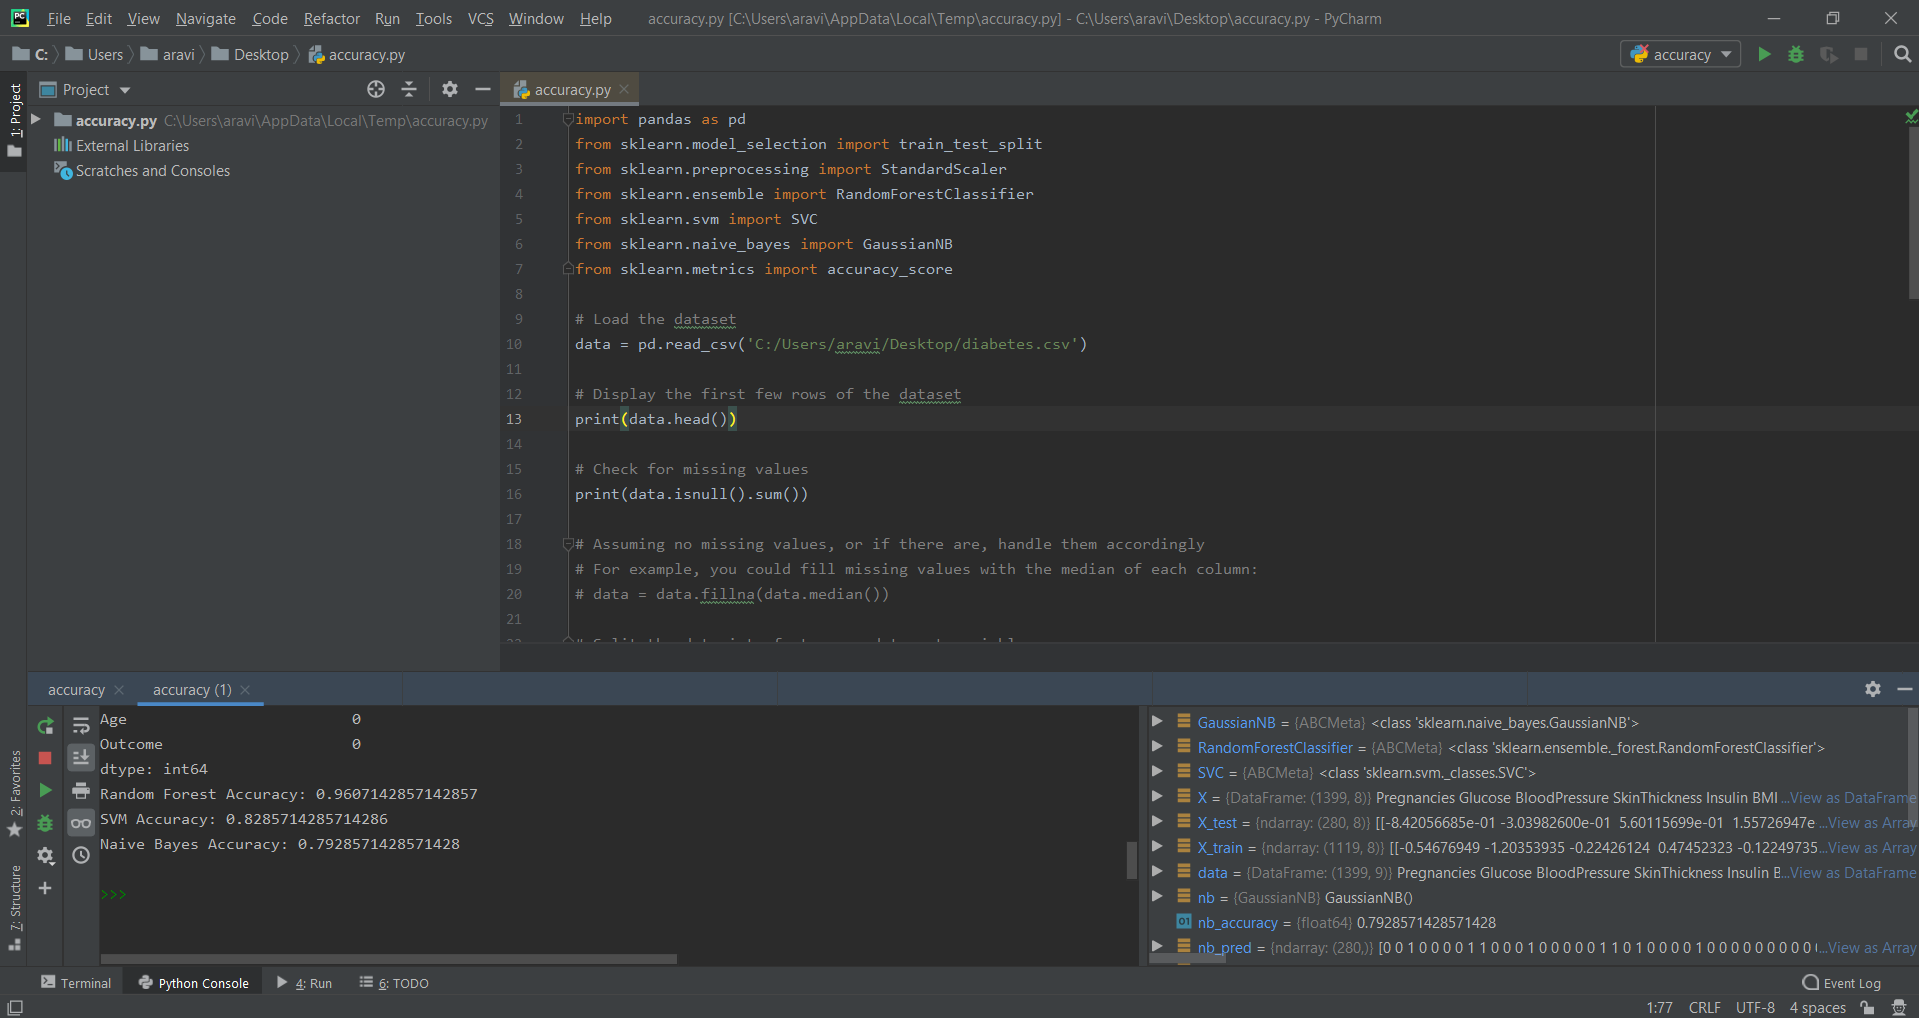 File Edit View Navigate Code Refactor Run Tools VCS Window Help accuracy.py [C:\Users\aravi\AppData\Local\Temp\accuracy.py] - C:\Users\aravi\Desktop\accuracy.py - PyCharm
C: Users aravi Desktop accuracy.py accuracy
Project
accuracy.py C:\Users\aravi\AppData\Local\Temp\accuracy.py
External Libraries
Scratches and Consoles
1: Project
2: Favorites
7: Structure
accuracy.py
1 import pandas as pd
2 from sklearn.model_selection import train_test_split
3 from sklearn.preprocessing import StandardScaler
4 from sklearn.ensemble import RandomForestClassifier
5 from sklearn.svm import SVC
6 from sklearn.naive_bayes import GaussianNB
7 from sklearn.metrics import accuracy_score
8
9 # Load the dataset
10 data = pd.read_csv('C:/Users/aravi/Desktop/diabetes.csv')
11
12 # Display the first few rows of the dataset
13 print(data.head())
14
15 # Check for missing values
16 print(data.isnull().sum())
17
18 # Assuming no missing values, or if there are, handle them accordingly
19 # For example, you could fill missing values with the median of each column:
20 # data = data.fillna(data.median())
21
accuracy accuracy (1)
Age 0
Outcome 0
dtype: int64
Random Forest Accuracy: 0.9607142857142857
SVM Accuracy: 0.8285714285714286
Naive Bayes Accuracy: 0.7928571428571428
>>>
GaussianNB = {ABCMeta} <class 'sklearn.naive_bayes.GaussianNB'>
RandomForestClassifier = {ABCMeta} <class 'sklearn.ensemble._forest.RandomForestClassifier'>
SVC = {ABCMeta} <class 'sklearn.svm._classes.SVC'>
X = {DataFrame: (1399, 8)} Pregnancies Glucose BloodPressure SkinThickness Insulin BMI ...View as DataFrame
X_test = {ndarray: (280, 8)} [[-8.42056685e-01 -3.03982600e-01 5.60115699e-01 1.55726947e ...View as Array
X_train = {ndarray: (1119, 8)} [[-0.54676949 -1.20353935 -0.22426124 0.47452323 -0.12249735...View as Array
data = {DataFrame: (1399, 9)} Pregnancies Glucose BloodPressure SkinThickness Insulin B...View as DataFrame
nb = {GaussianNB} GaussianNB()
nb_accuracy = {float64} 0.7928571428571428
nb_pred = {ndarray: (280,)} [0 0 1 0 0 0 0 1 1 0 0 0 1 0 0 0 0 0 1 1 0 1 0 0 0 0 1 0 0 0 0 0 0 0 0 0 ...View as Array
Terminal Python Console 4: Run 6: TODO Event Log
1:77 CRLF UTF-8 4 spaces